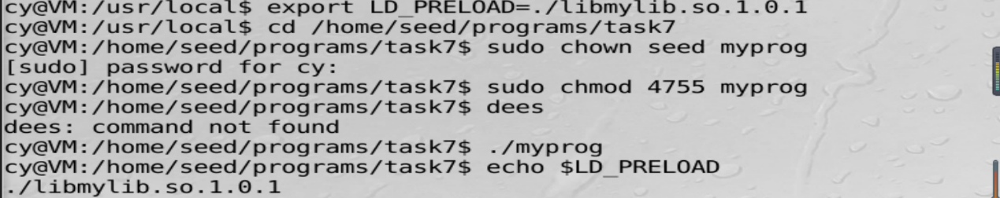 cy@VM:/usr/local$ export LD_PRELOAD=./libmylib.so.1.0.1
cy@VM:/usr/local$ cd /home/seed/programs/task7
cy@VM:/home/seed/programs/task7$ sudo chown seed myprog
[sudo] password for cy:
cy@VM:/home/seed/programs/task7$ sudo chmod 4755 myprog
cy@VM:/home/seed/programs/task7$ dees
dees: command not found
cy@VM:/home/seed/programs/task7$ ./myprog
cy@VM:/home/seed/programs/task7$ echo $LD_PRELOAD
./libmylib.so.1.0.1